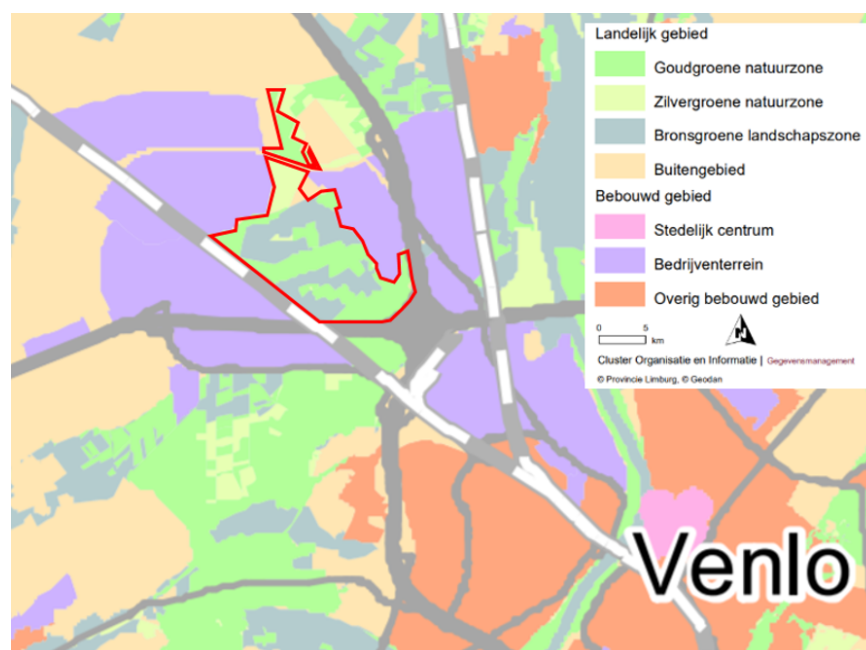 Landelijk gebied
Goudgroene natuurzone
Zilvergroene natuurzone
Bronsgroene landschapszone
Buitengebied
Bebouwd gebied
Stedelijk centrum
Bedrijventerrein
Overig bebouwd gebied
0 5
km
N
Cluster Organisatie en Informatie | Gegevensmanagement
© Provincie Limburg, © Geodan
Venlo